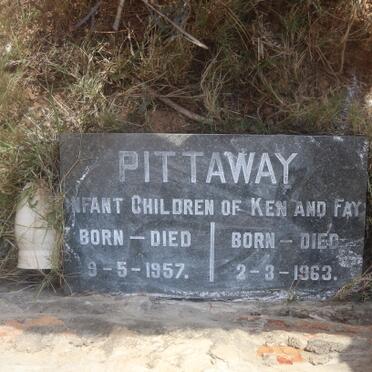 PITTAWAY
INFANT CHILDREN OF KEN AND FAY
BORN – DIED BORN – DIED
9-5-1957. 2-3-1963.